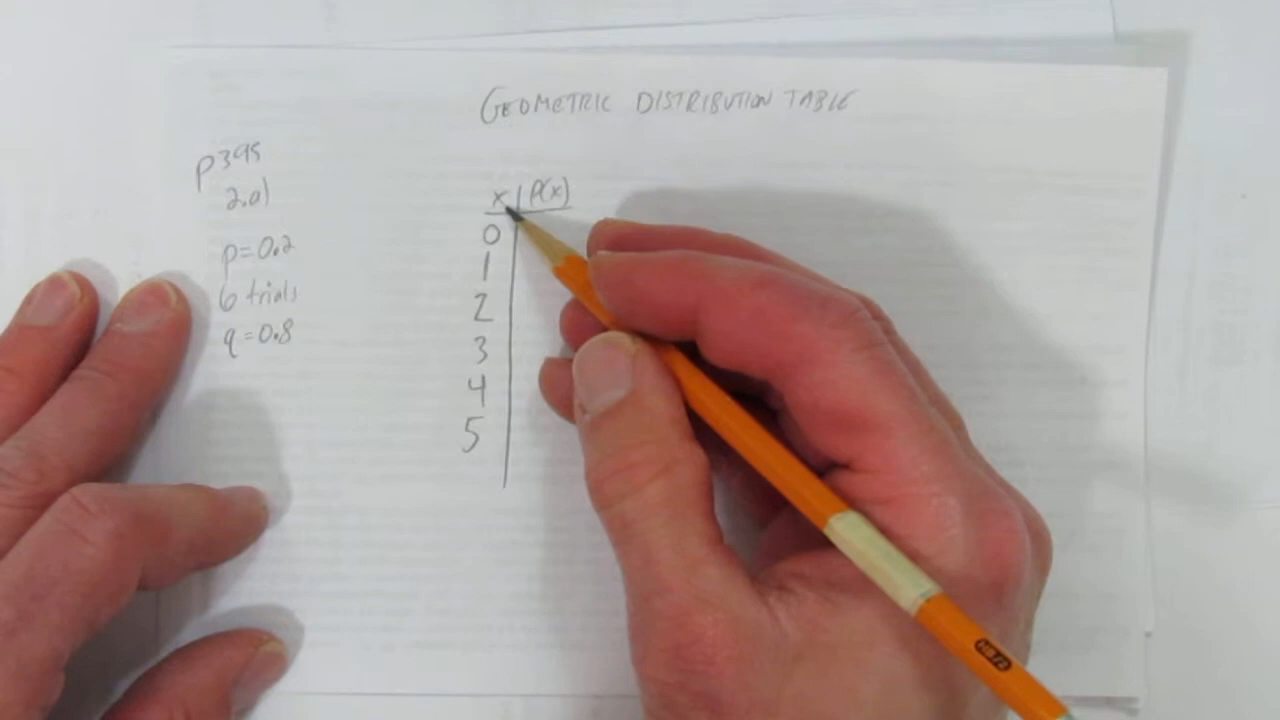 GEOMETRIC DISTRIBUTION TABLE
p395
2.a)
p=0.2
6 trials
q=0.8
x P(x)
0
1
2
3
4
5